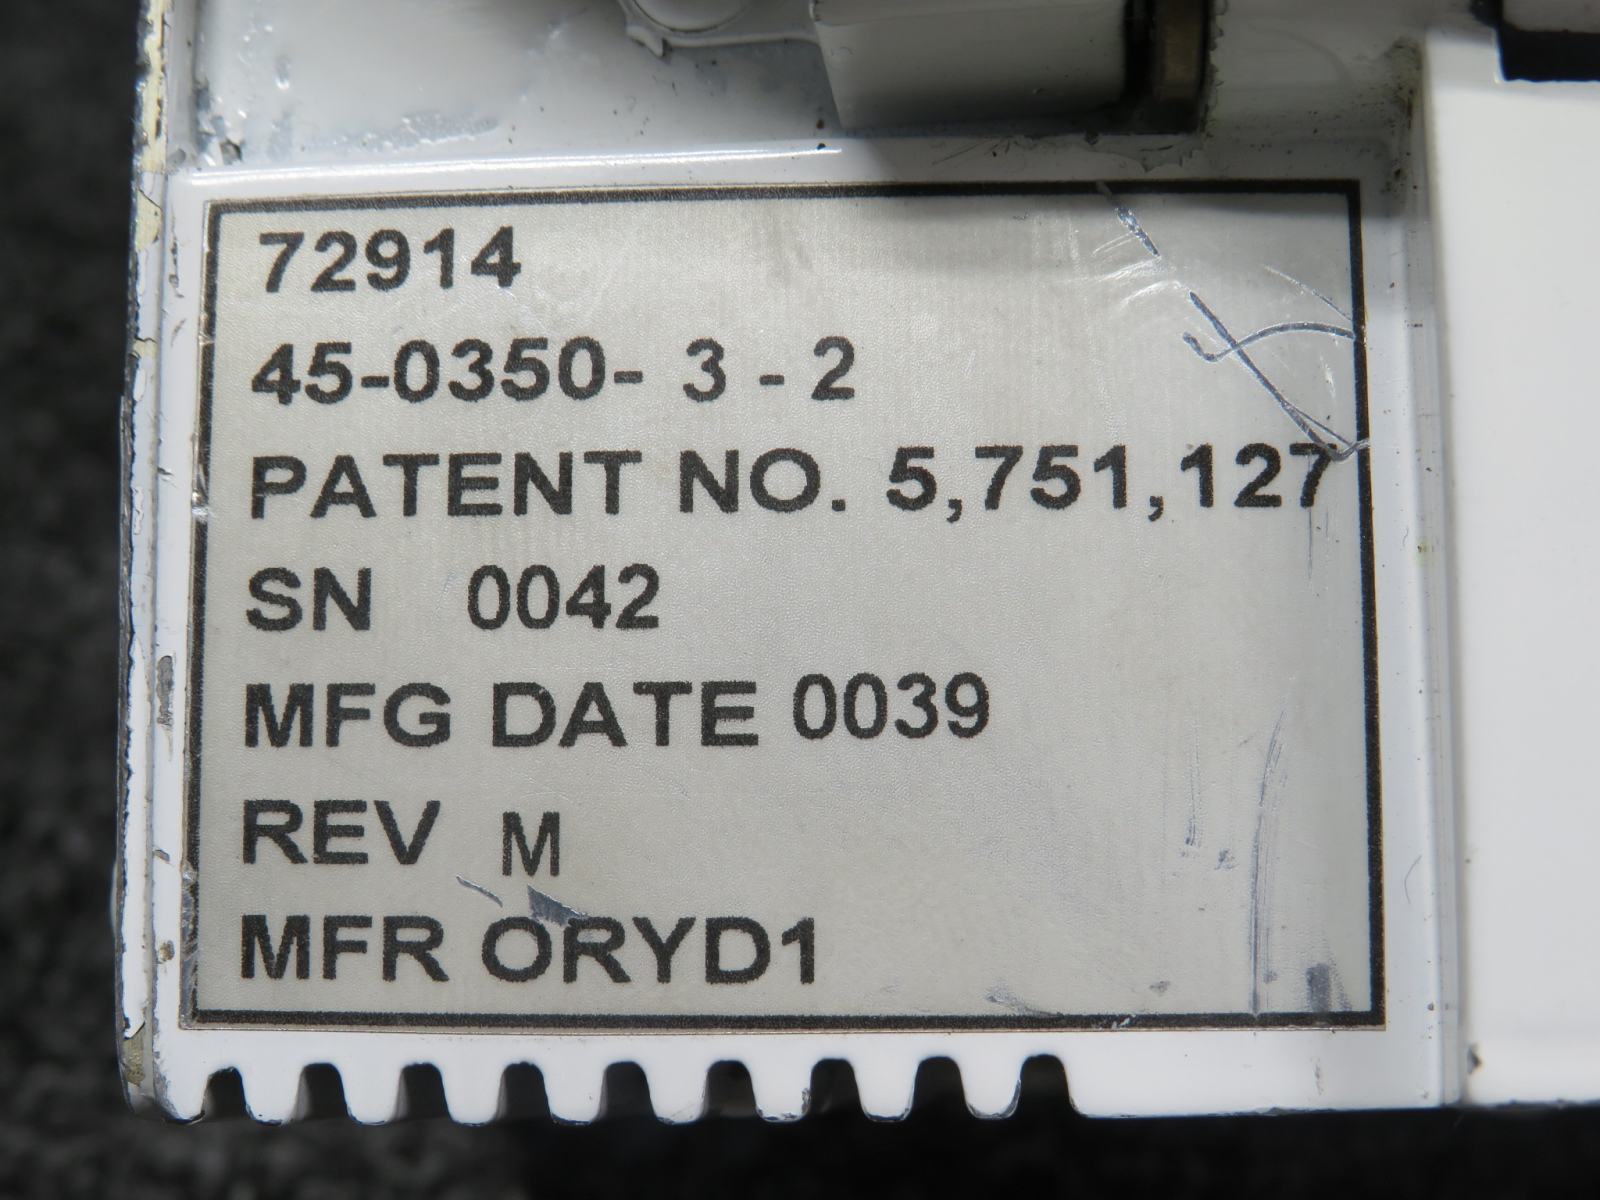 72914
45-0350- 3 - 2
PATENT NO. 5,751,127
SN 0042
MFG DATE 0039
REV M
MFR ORYD1